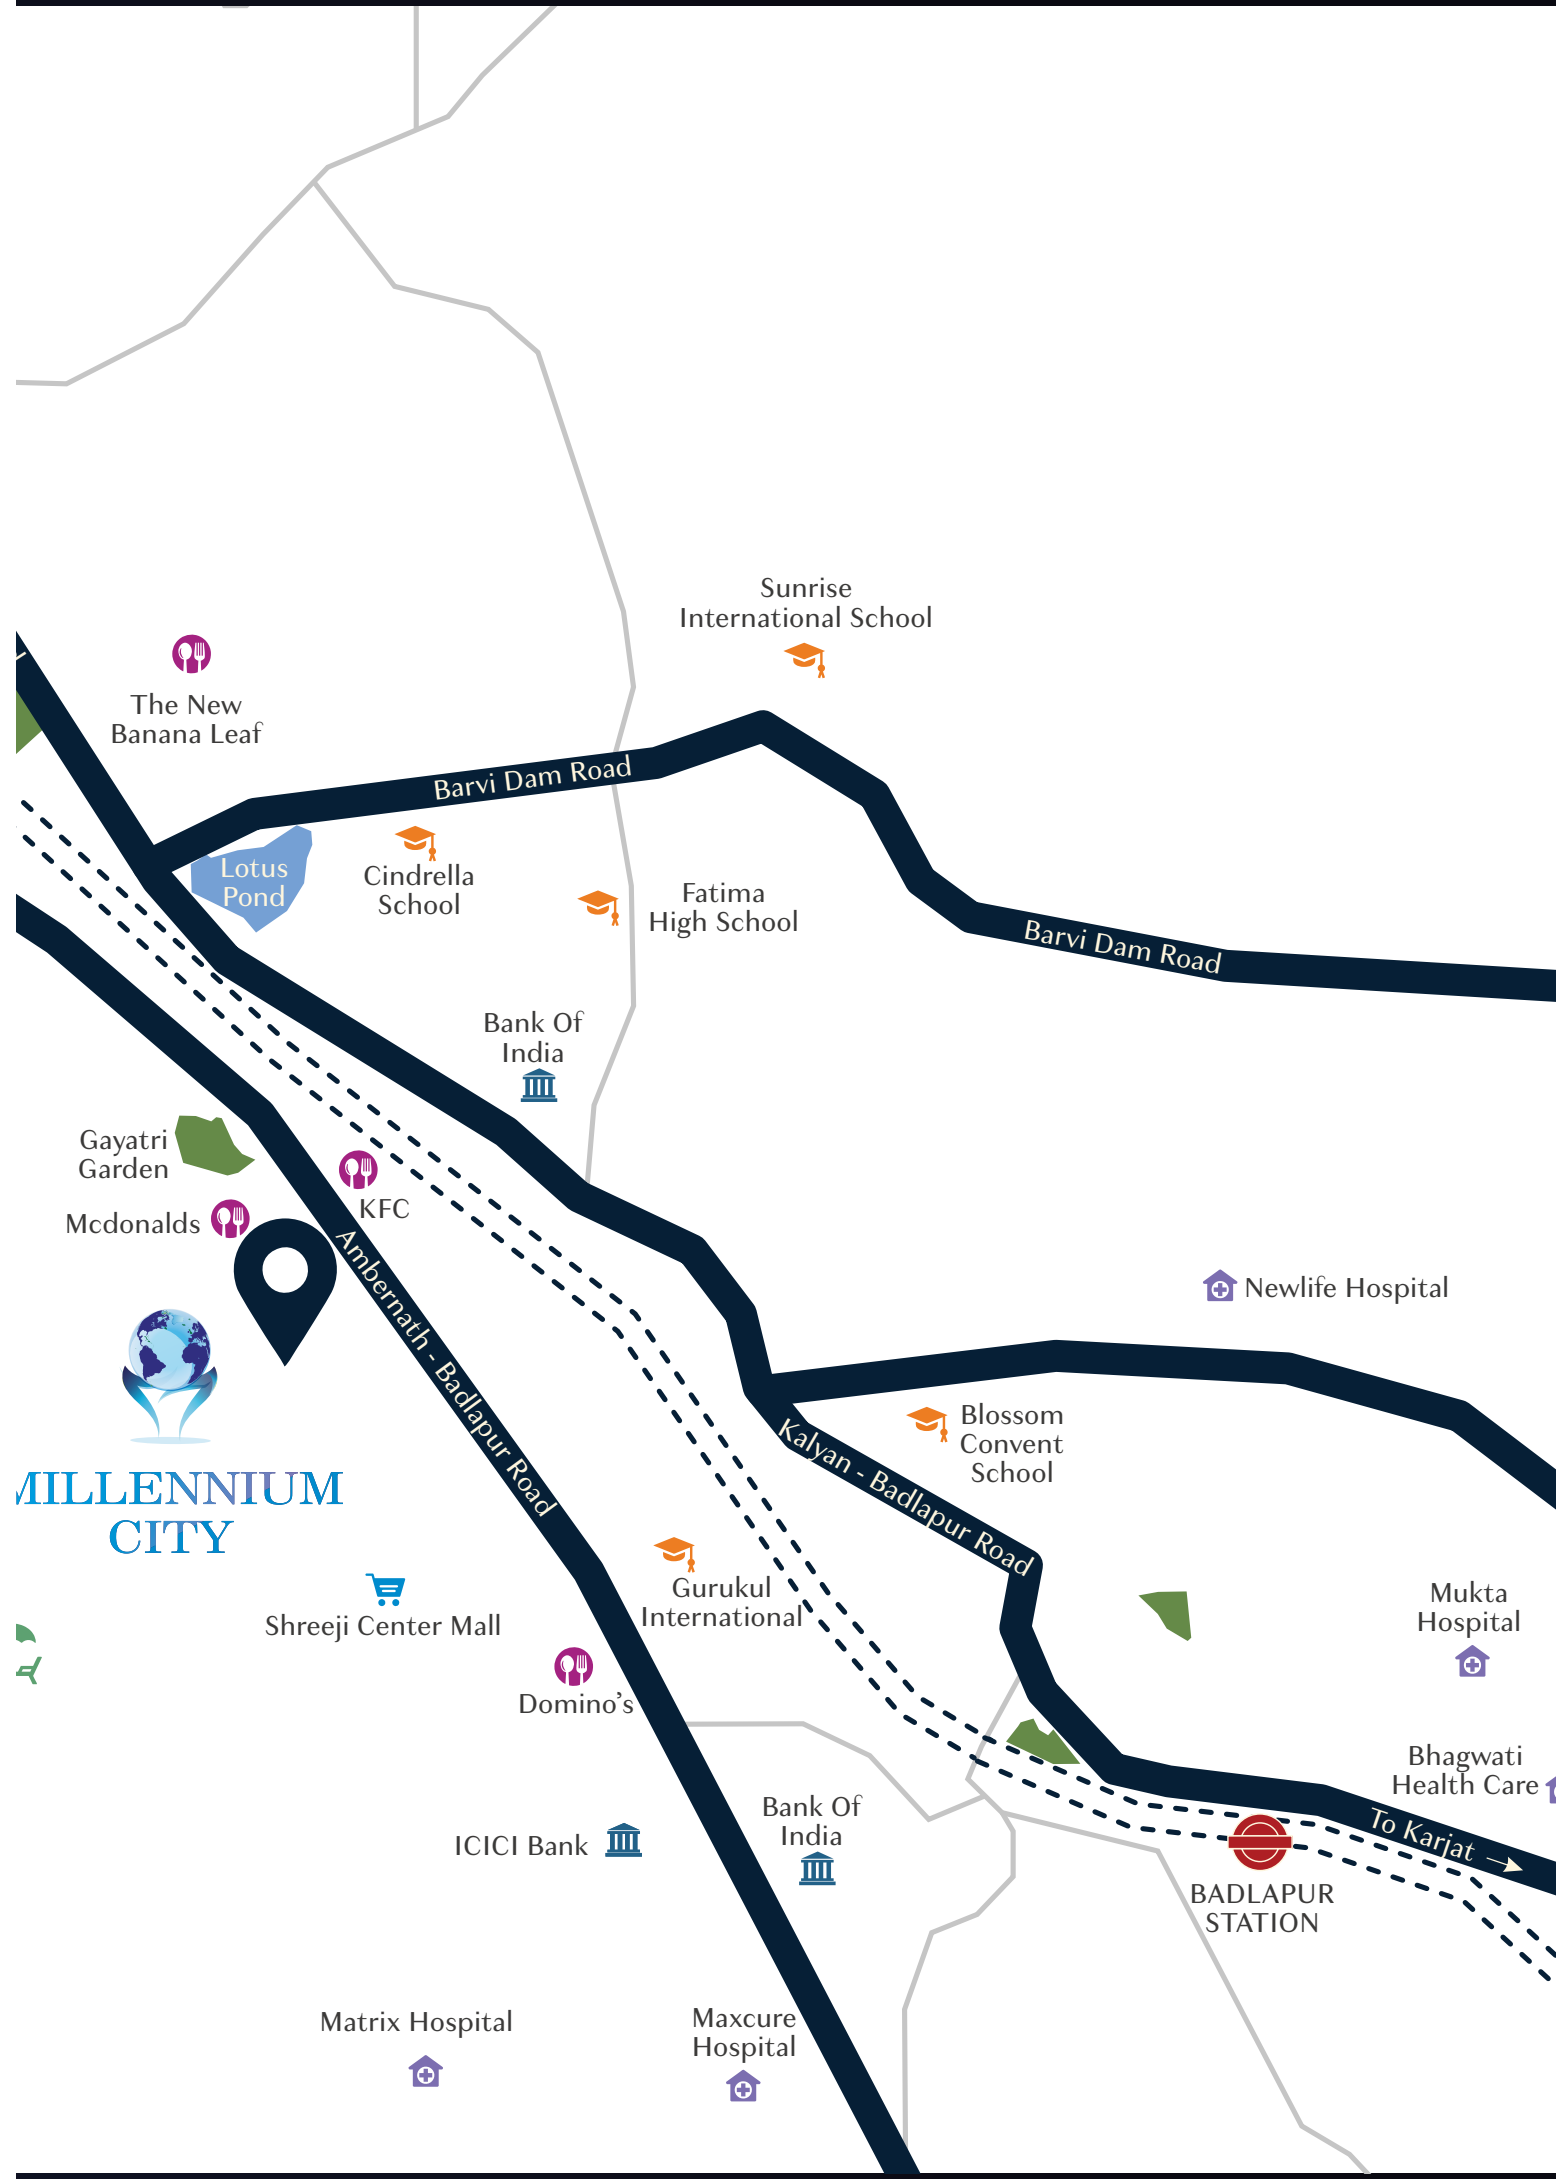 Sunrise
International School
The New
Banana Leaf
Barvi Dam Road
Lotus
Pond
Cindrella
School
Fatima
High School
Barvi Dam Road
Bank Of
India
Gayatri
Garden
KFC
Mcdonalds
Ambernath - Badlapur Road
Newlife Hospital
Blossom
Convent
School
Kalyan - Badlapur Road
MILLENNIUM
CITY
Gurukul
International
Shreeji Center Mall
Mukta
Hospital
Domino’s
Bhagwati
Health Care
Bank Of
India
To Karjat
ICICI Bank
BADLAPUR
STATION
Matrix Hospital
Maxcure
Hospital